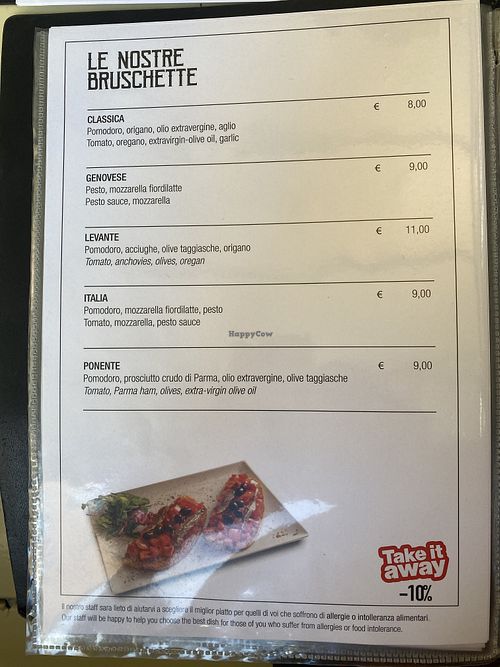 LE NOSTRE
BRUSCHETTE
CLASSICA € 8,00
Pomodoro, origano, olio extravergine, aglio
Tomato, oregano, extravirgin-olive oil, garlic
GENOVESE € 9,00
Pesto, mozzarella fiordilatte
Pesto sauce, mozzarella
LEVANTE € 11,00
Pomodoro, acciughe, olive taggiasche, origano
Tomato, anchovies, olives, oregan
ITALIA € 9,00
Pomodoro, mozzarella fiordilatte, pesto
Tomato, mozzarella, pesto sauce
HappyCow
PONENTE € 9,00
Pomodoro, prosciutto crudo di Parma, olio extravergine, olive taggiasche
Tomato, Parma ham, olives, extra-virgin olive oil
Take it
away
-10%
Il nostro staff sara lieto di aiutarvi a scegliere il miglior piatto per quelli di voi che soffrono di allergie o intolleranza alimentari.
Our staff will be happy to help you choose the best dish for those of you who suffer from allergies or food intolerance.